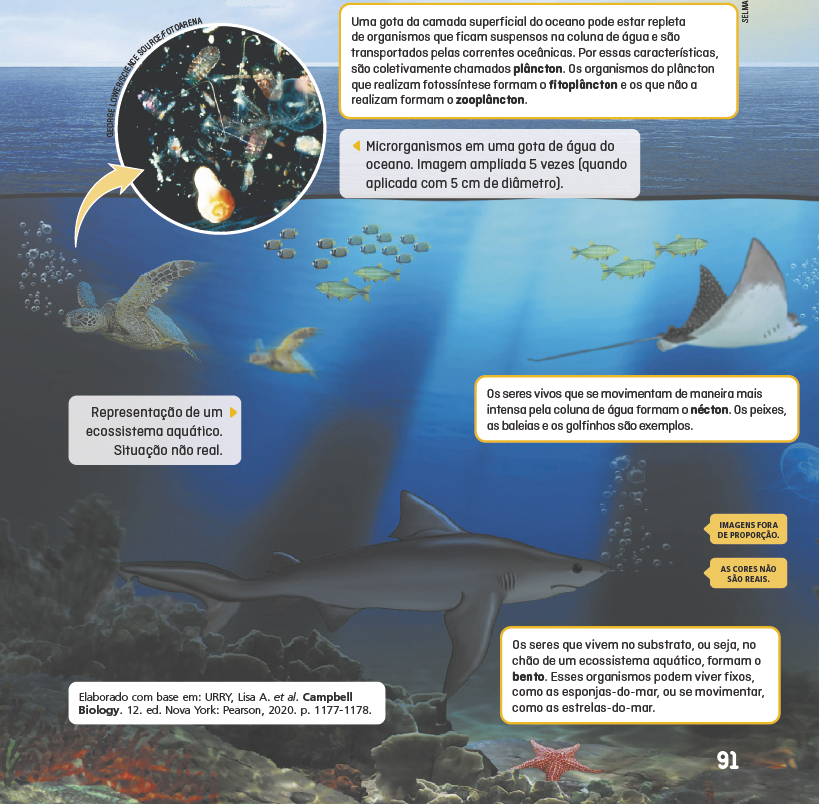 GEORGE LOWER/SCIENCE SOURCE/FOTOARENA
SELMA
Uma gota da camada superficial do oceano pode estar repleta
de organismos que ficam suspensos na coluna de água e são
transportados pelas correntes oceânicas. Por essas características,
são coletivamente chamados plâncton. Os organismos do plâncton
que realizam fotossíntese formam o fitoplâncton e os que não a
realizam formam o zooplâncton.
Microrganismos em uma gota de água do
oceano. Imagem ampliada 5 vezes (quando
aplicada com 5 cm de diâmetro).
Os seres vivos que se movimentam de maneira mais
intensa pela coluna de água formam o nécton. Os peixes,
as baleias e os golfinhos são exemplos.
Representação de um
ecossistema aquático.
Situação não real.
IMAGENS FORA
DE PROPORÇÃO.
AS CORES NÃO
SÃO REAIS.
Os seres que vivem no substrato, ou seja, no
chão de um ecossistema aquático, formam o
bento. Esses organismos podem viver fixos,
como as esponjas-do-mar, ou se movimentar,
como as estrelas-do-mar.
Elaborado com base em: URRY, Lisa A. et al. Campbell
Biology. 12. ed. Nova York: Pearson, 2020. p. 1177-1178.
91